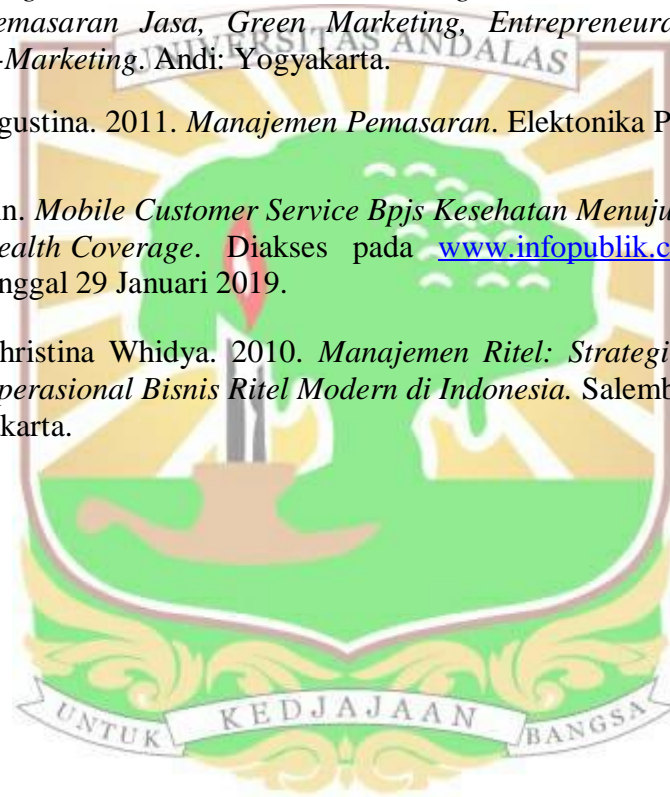 emasaran Jasa, Green Marketing, Entrepreneura
-Marketing. Andi: Yogyakarta.
UNIVERSITAS ANDALAS
gustina. 2011. Manajemen Pemasaran. Elektonika P
n. Mobile Customer Service Bpjs Kesehatan Menuju
ealth Coverage. Diakses pada www.infopublik.c
nggal 29 Januari 2019.
hristina Whidya. 2010. Manajemen Ritel: Strategi
perasional Bisnis Ritel Modern di Indonesia. Salemb
karta.
UNTUK KEDJAJAAN BANGSA